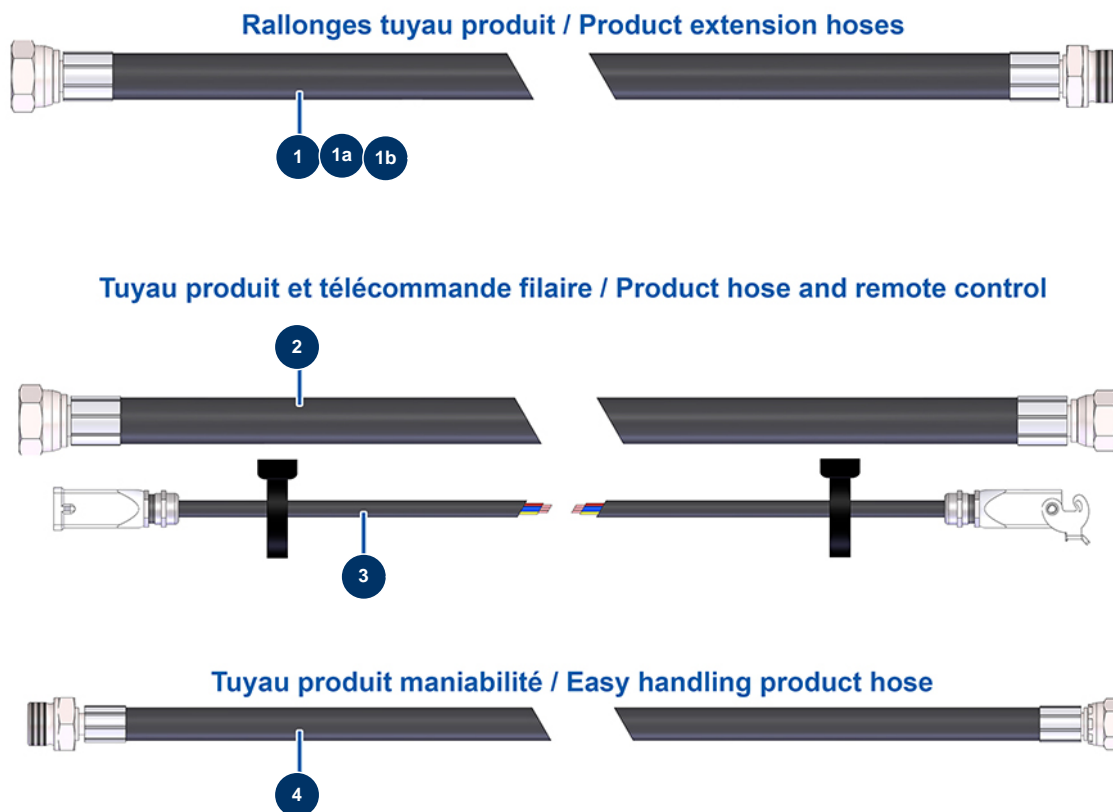 Rallonges tuyau produit / Product extension hoses
1 1a 1b
Tuyau produit et télécommande filaire / Product hose and remote control
2
3
Tuyau produit maniabilité / Easy handling product hose
4